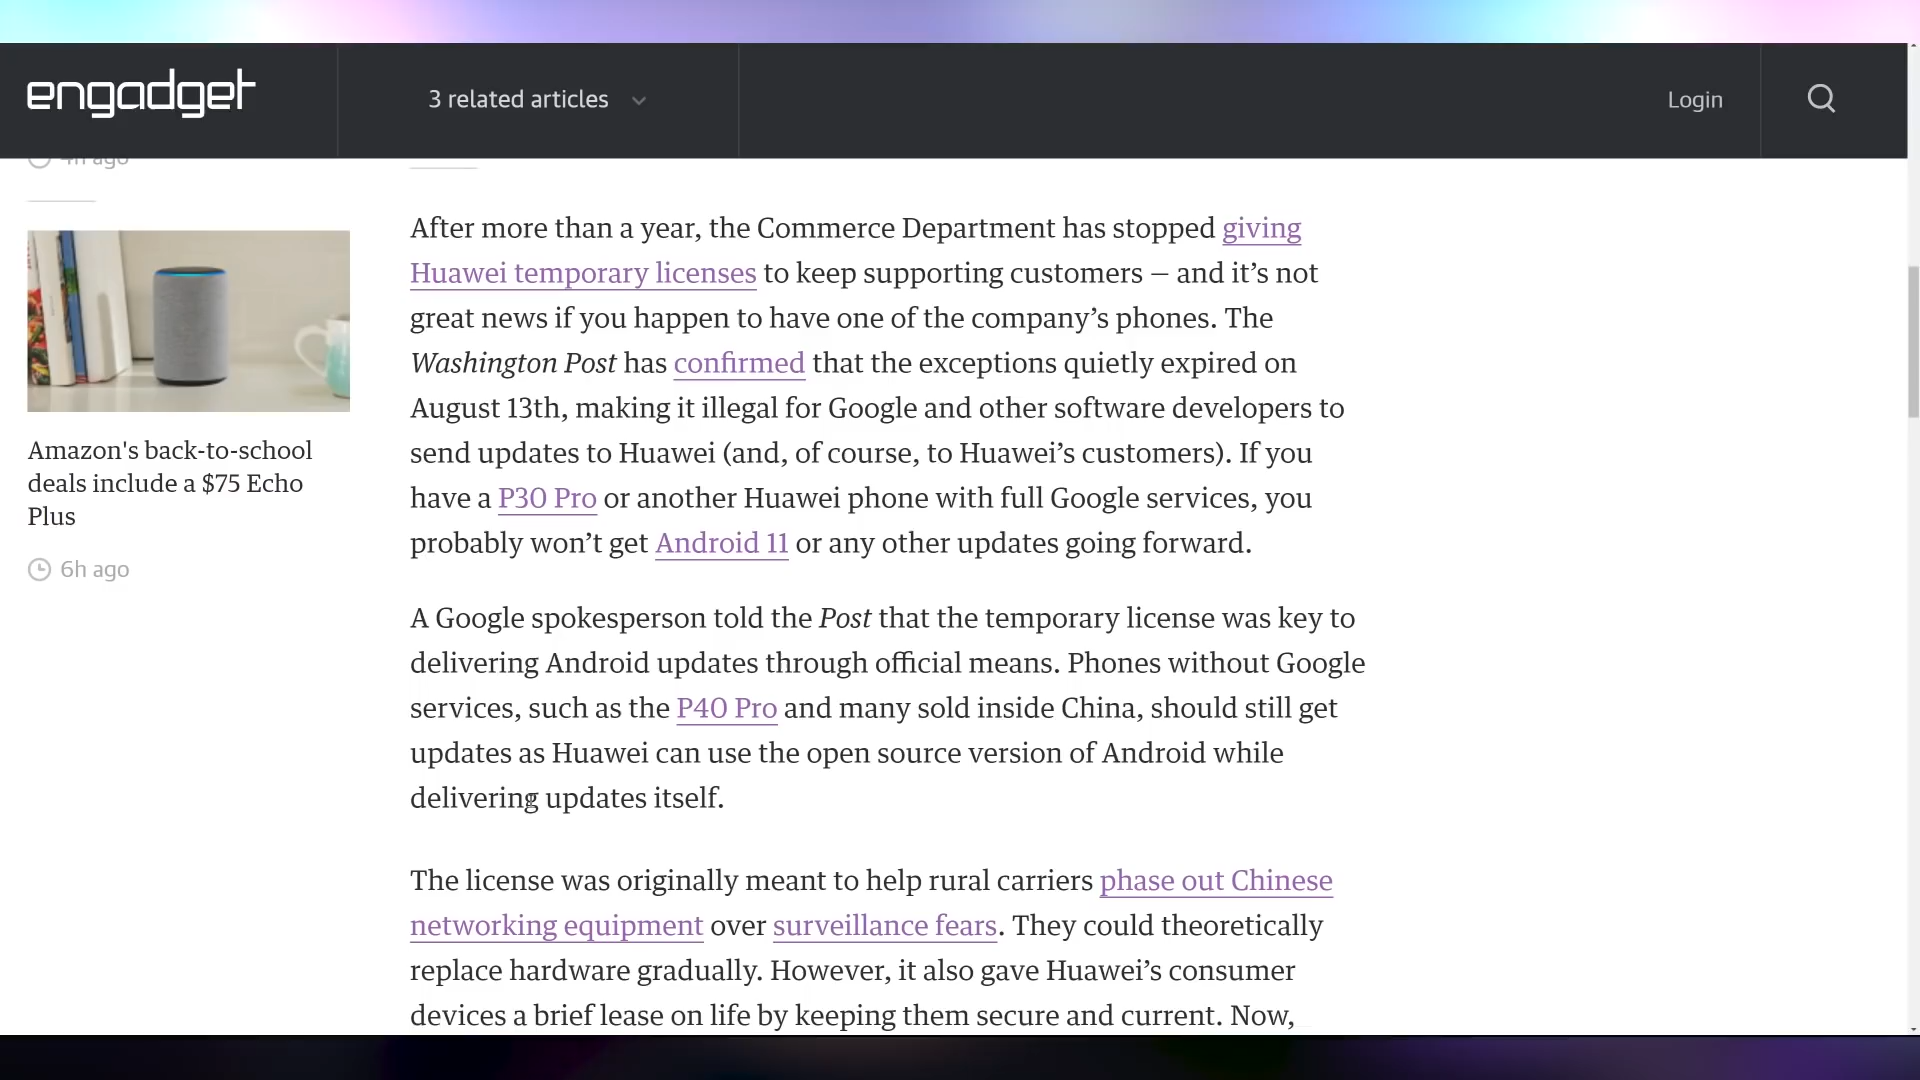 engadget
3 related articles
Login
4h ago
Amazon's back-to-school
deals include a $75 Echo
Plus
6h ago
After more than a year, the Commerce Department has stopped giving
Huawei temporary licenses to keep supporting customers — and it’s not
great news if you happen to have one of the company’s phones. The
Washington Post has confirmed that the exceptions quietly expired on
August 13th, making it illegal for Google and other software developers to
send updates to Huawei (and, of course, to Huawei’s customers). If you
have a P30 Pro or another Huawei phone with full Google services, you
probably won’t get Android 11 or any other updates going forward.
A Google spokesperson told the Post that the temporary license was key to
delivering Android updates through official means. Phones without Google
services, such as the P40 Pro and many sold inside China, should still get
updates as Huawei can use the open source version of Android while
delivering updates itself.
The license was originally meant to help rural carriers phase out Chinese
networking equipment over surveillance fears. They could theoretically
replace hardware gradually. However, it also gave Huawei’s consumer
devices a brief lease on life by keeping them secure and current. Now,